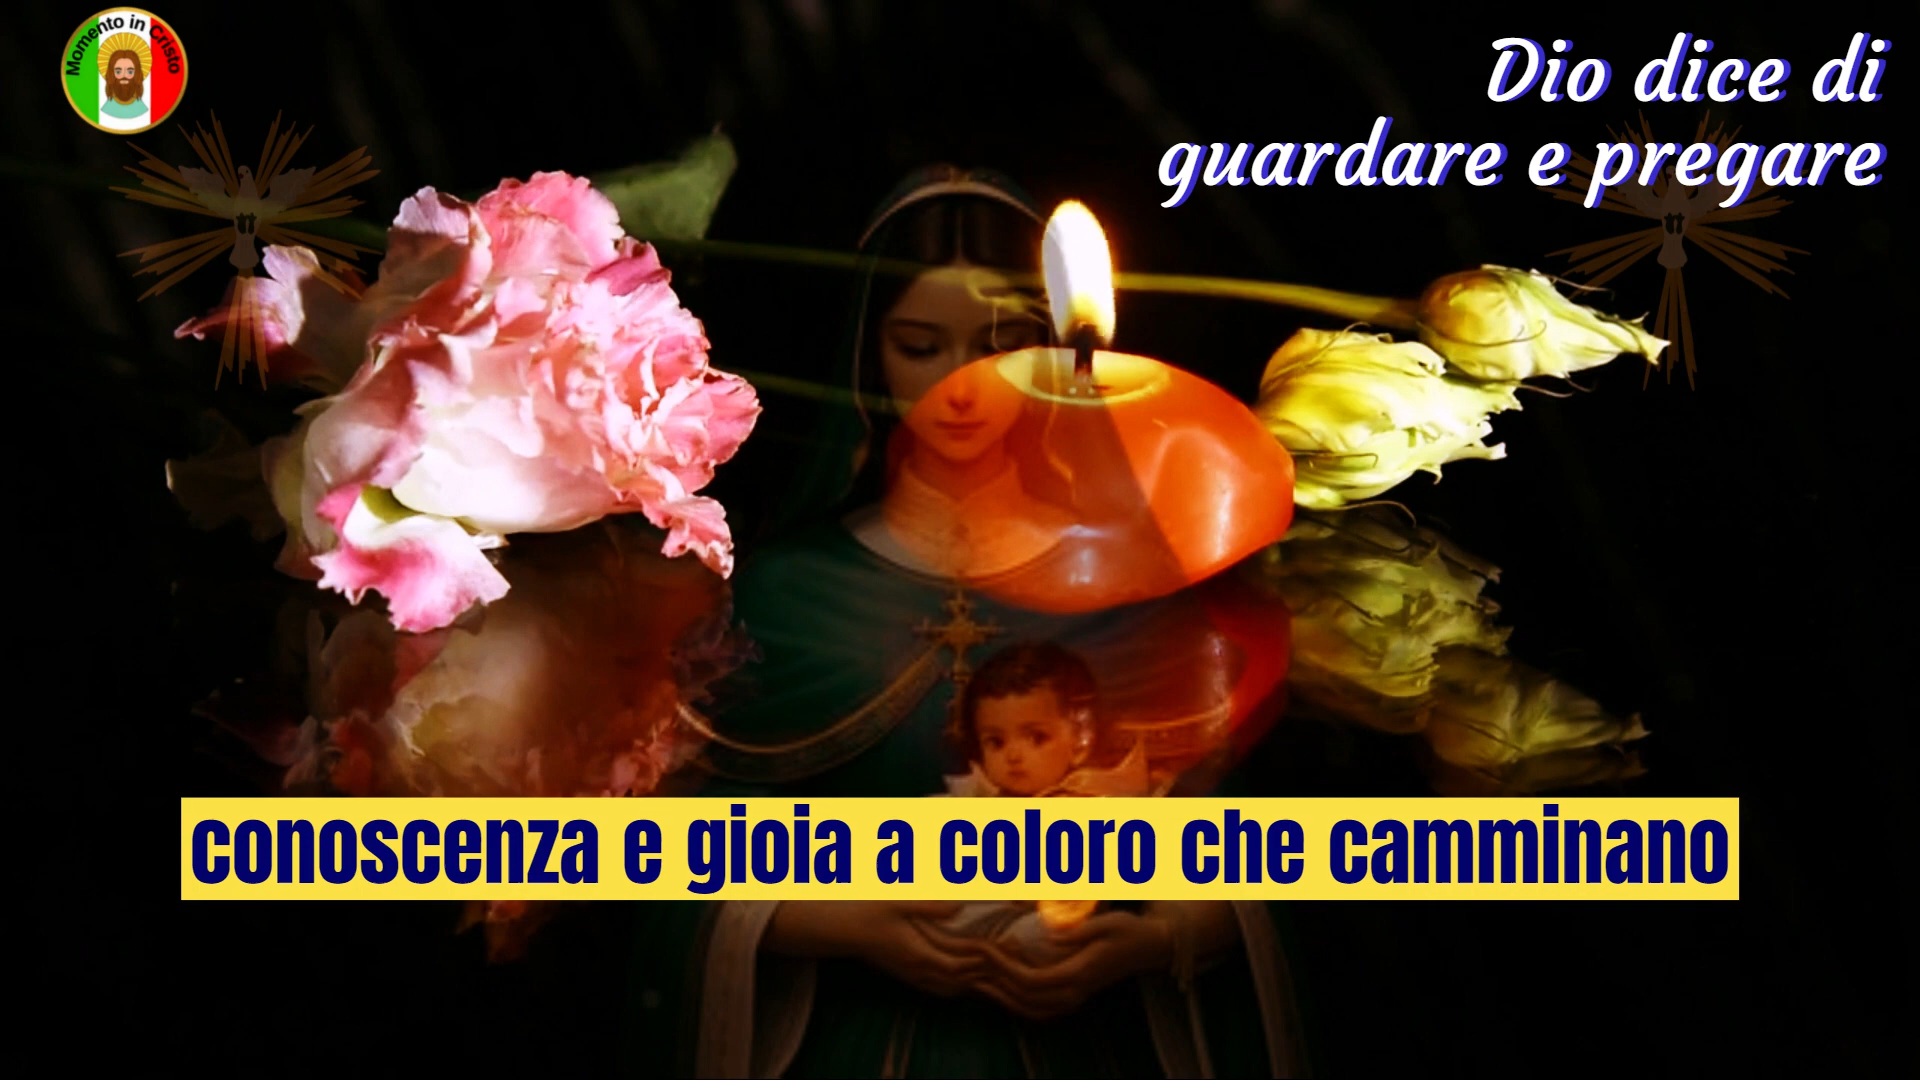 Momento in Cristo
Dio dice di
guardare e pregare
conoscenza e gioia a coloro che camminano